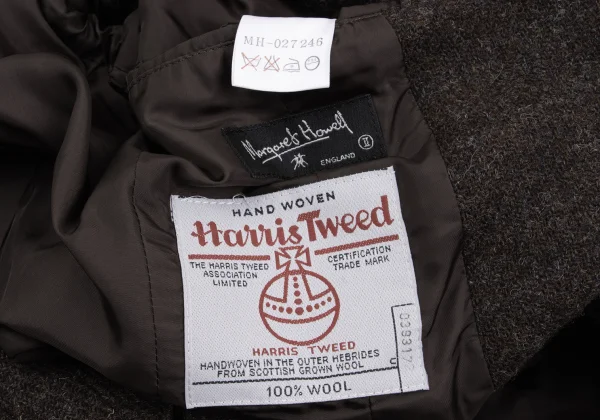 MH-027246
Margaret Howell
II
ENGLAND
HAND WOVEN
Harris Tweed
THE HARRIS TWEED
ASSOCIATION
LIMITED
CERTIFICATION
TRADE MARK
HARRIS TWEED
HANDWOVEN IN THE OUTER HEBRIDES
FROM SCOTTISH GROWN WOOL
100% WOOL